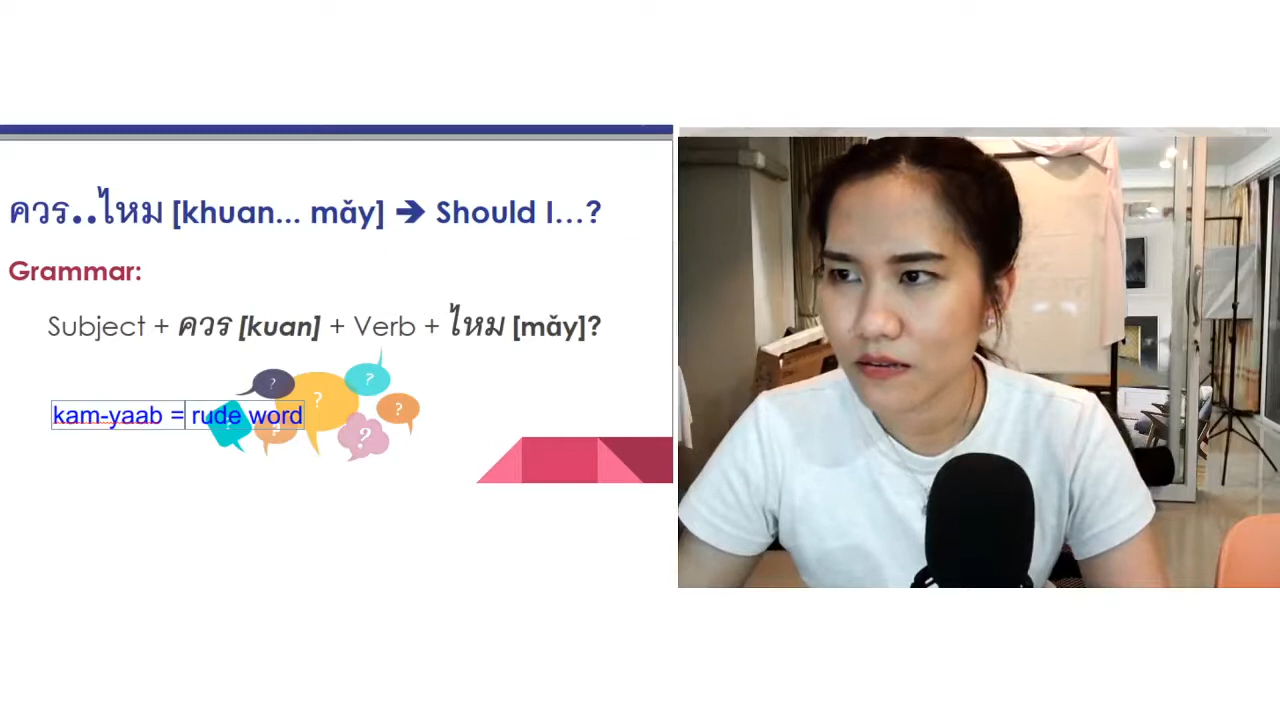 ควร..ไหม [khuan... mǎy] ➔ Should I...?
Grammar:
Subject + ควร [kuan] + Verb + ไหม [mǎy]?
? ?
? ?
kam-yaab = rude word
? ? ?